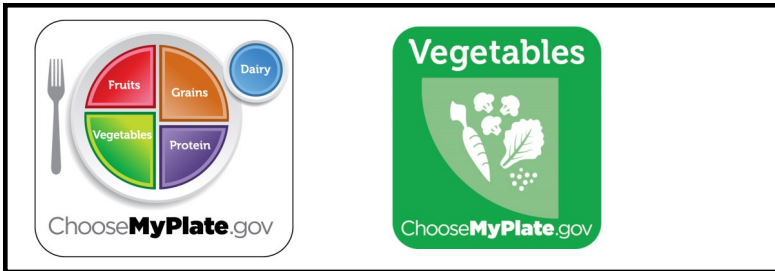 Fruits
Grains
Dairy
Vegetables
Protein
ChooseMyPlate.gov
Vegetables
ChooseMyPlate.gov